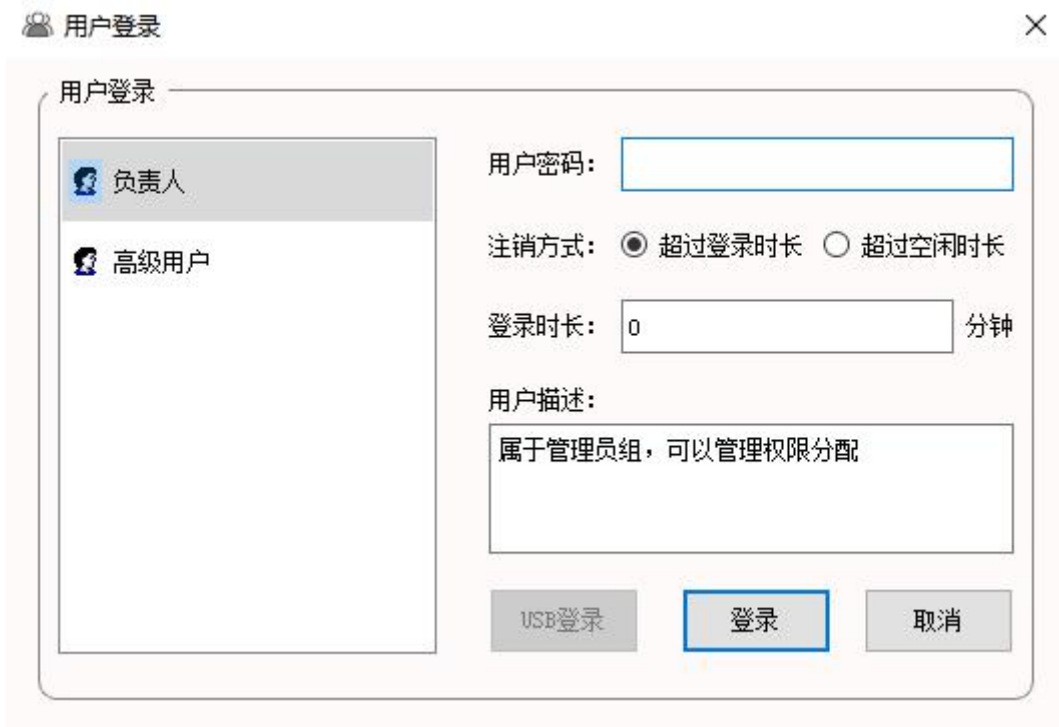 用户登录
用户登录
负责人
高级用户
用户密码：
注销方式： 超过登录时长 超过空闲时长
登录时长： 0 分钟
用户描述：
属于管理员组，可以管理权限分配
USB登录 登录 取消